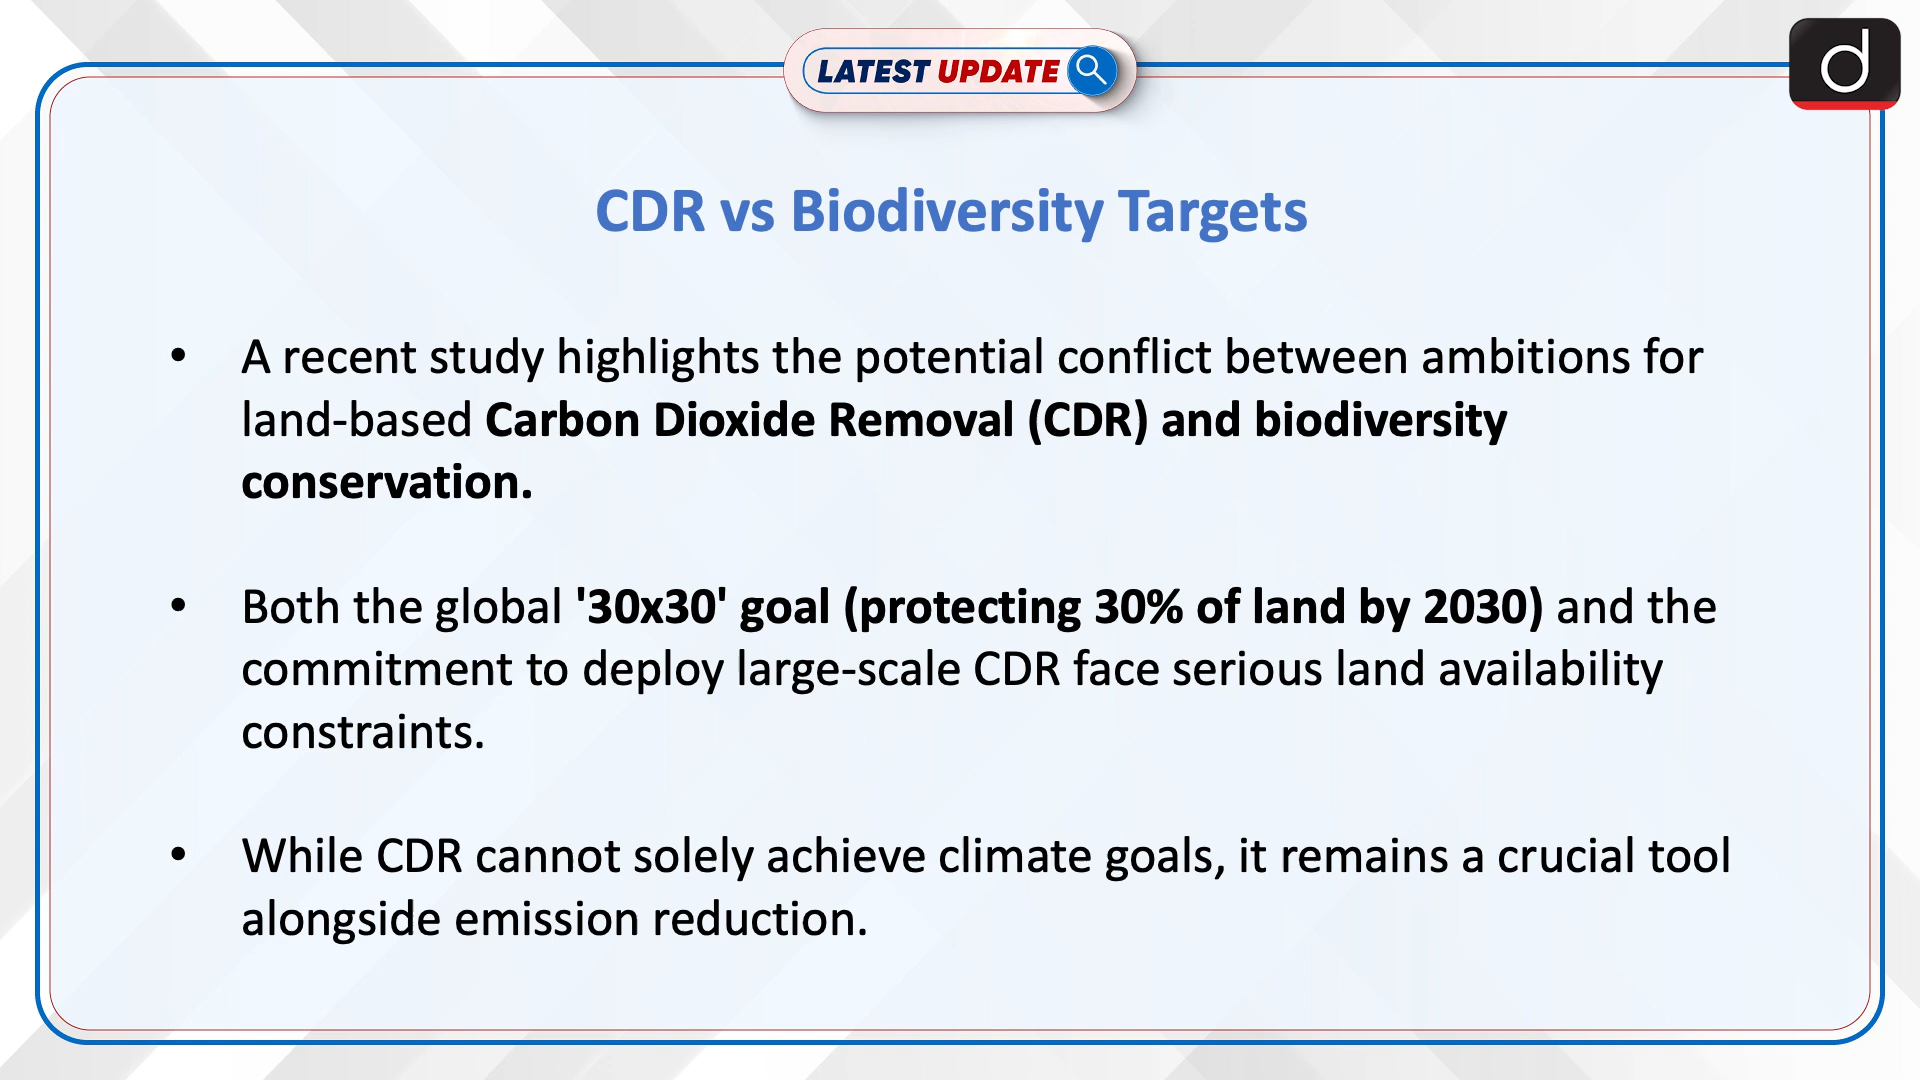 LATEST UPDATE
d
CDR vs Biodiversity Targets
• A recent study highlights the potential conflict between ambitions for
land-based Carbon Dioxide Removal (CDR) and biodiversity
conservation.
• Both the global '30x30' goal (protecting 30% of land by 2030) and the
commitment to deploy large-scale CDR face serious land availability
constraints.
• While CDR cannot solely achieve climate goals, it remains a crucial tool
alongside emission reduction.